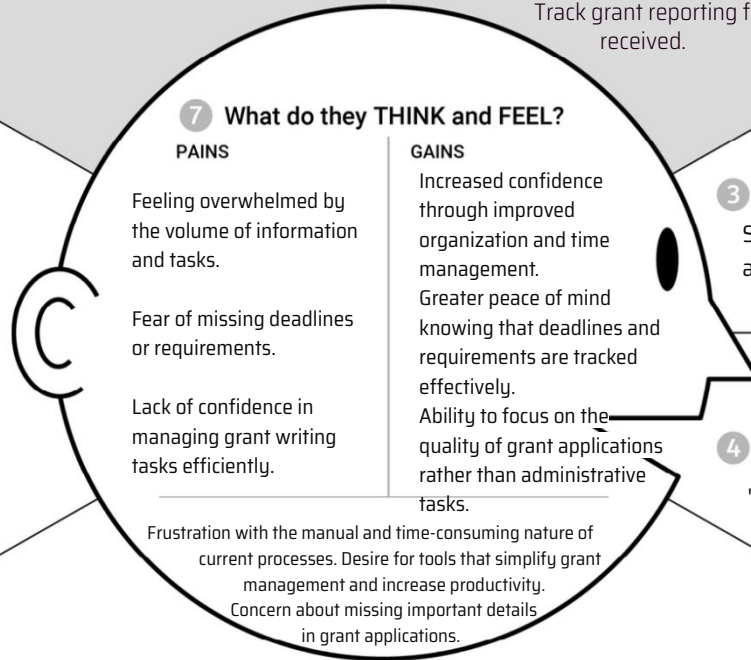 Track grant reporting f
received.
7 What do they THINK and FEEL?
PAINS
Feeling overwhelmed by
the volume of information
and tasks.
Fear of missing deadlines
or requirements.
Lack of confidence in
managing grant writing
tasks efficiently.
GAINS
Increased confidence
through improved
organization and time
management.
Greater peace of mind
knowing that deadlines and
requirements are tracked
effectively.
Ability to focus on the
quality of grant applications
rather than administrative
tasks.
Frustration with the manual and time-consuming nature of
current processes. Desire for tools that simplify grant
management and increase productivity.
Concern about missing important details
in grant applications.
3
4